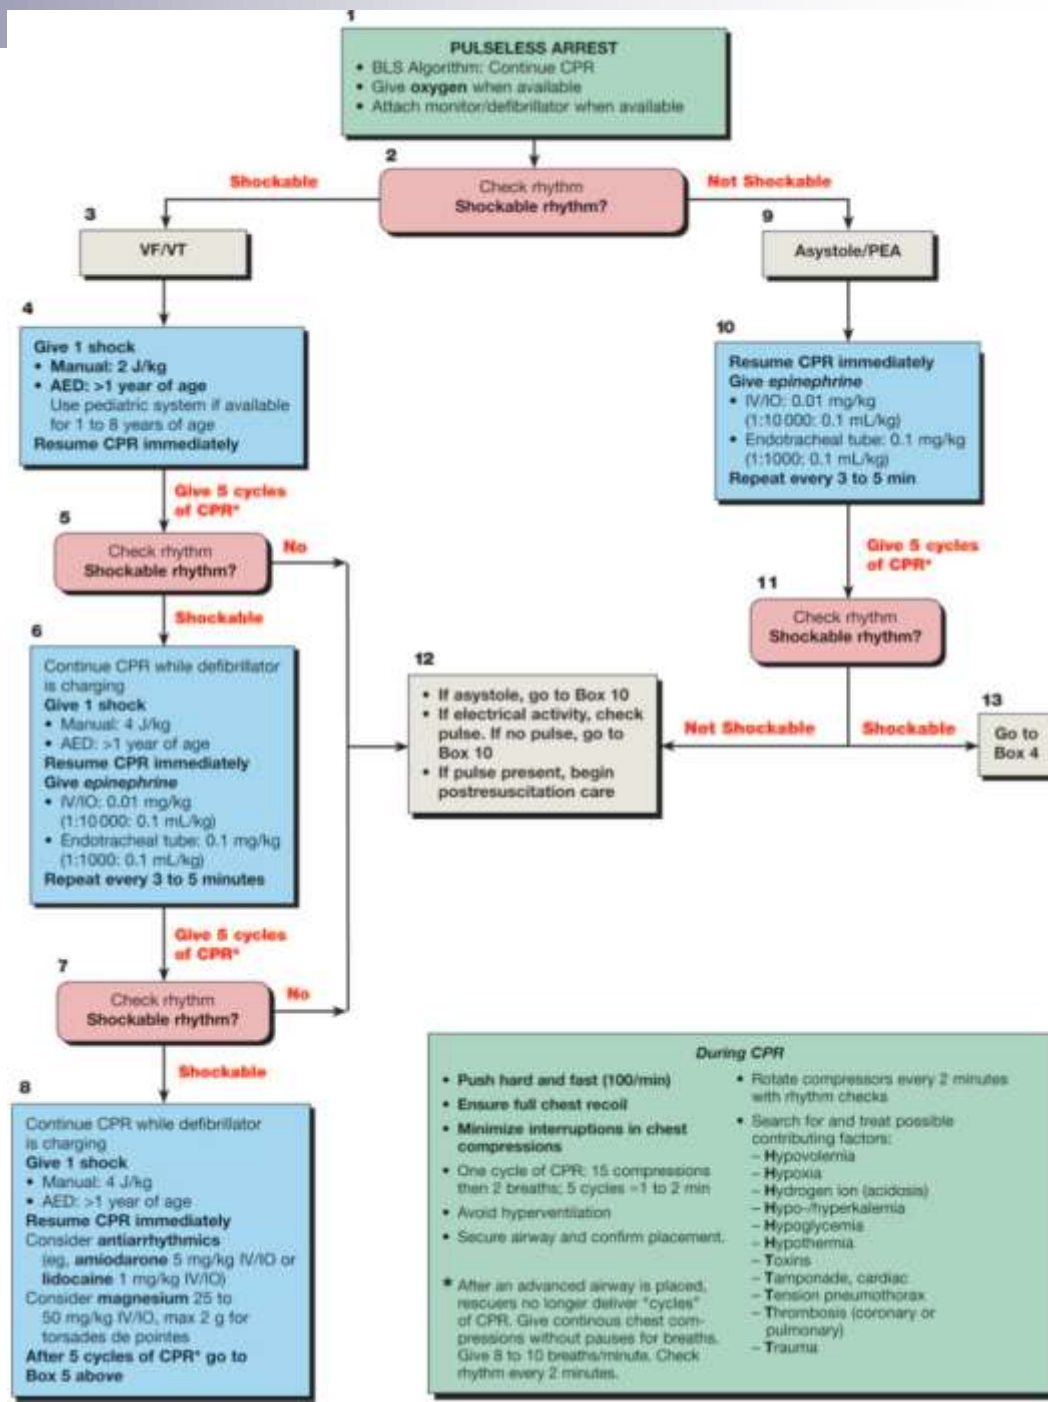 1
PULSELESS ARREST
• BLS Algorithm: Continue CPR
• Give oxygen when available
• Attach monitor/defibrillator when available
2
Shockable
Check rhythm
Shockable rhythm?
Not Shockable
3
VF/VT
9
Asystole/PEA
4
Give 1 shock
• Manual: 2 J/kg
• AED: >1 year of age
Use pediatric system if available
for 1 to 8 years of age
Resume CPR immediately
10
Resume CPR immediately
Give epinephrine
• IV/IO: 0.01 mg/kg
(1:10 000: 0.1 mL/kg)
• Endotracheal tube: 0.1 mg/kg
(1:1000: 0.1 mL/kg)
Repeat every 3 to 5 min
Give 5 cycles
of CPR*
5
Check rhythm
Shockable rhythm?
No
Shockable
Give 5 cycles
of CPR*
11
Check rhythm
Shockable rhythm?
6
Continue CPR while defibrillator
is charging
Give 1 shock
• Manual: 4 J/kg
• AED: >1 year of age
Resume CPR immediately
Give epinephrine
• IV/IO: 0.01 mg/kg
(1:10 000: 0.1 mL/kg)
• Endotracheal tube: 0.1 mg/kg
(1:1000: 0.1 mL/kg)
Repeat every 3 to 5 minutes
12
• If asystole, go to Box 10
• If electrical activity, check
pulse. If no pulse, go to
Box 10
• If pulse present, begin
postresuscitation care
Not Shockable
Shockable
13
Go to
Box 4
Give 5 cycles
of CPR*
7
Check rhythm
Shockable rhythm?
No
Shockable
8
Continue CPR while defibrillator
is charging
Give 1 shock
• Manual: 4 J/kg
• AED: >1 year of age
Resume CPR immediately
Consider antiarrhythmics
(eg, amiodarone 5 mg/kg IV/IO or
lidocaine 1 mg/kg IV/IO)
Consider magnesium 25 to
50 mg/kg IV/IO, max 2 g for
torsades de pointes
After 5 cycles of CPR* go to
Box 5 above
During CPR
• Push hard and fast (100/min)
• Ensure full chest recoil
• Minimize interruptions in chest
compressions
• One cycle of CPR: 15 compressions
then 2 breaths; 5 cycles ≈1 to 2 min
• Avoid hyperventilation
• Secure airway and confirm placement.
* After an advanced airway is placed,
rescuers no longer deliver "cycles"
of CPR. Give continous chest com-
pressions without pauses for breaths.
Give 8 to 10 breaths/minute. Check
rhythm every 2 minutes.
• Rotate compressors every 2 minutes
with rhythm checks
• Search for and treat possible
contributing factors:
– Hypovolemia
– Hypoxia
– Hydrogen ion (acidosis)
– Hypo-/hyperkalemia
– Hypoglycemia
– Hypothermia
– Toxins
– Tamponade, cardiac
– Tension pneumothorax
– Thrombosis (coronary or
pulmonary)
– Trauma